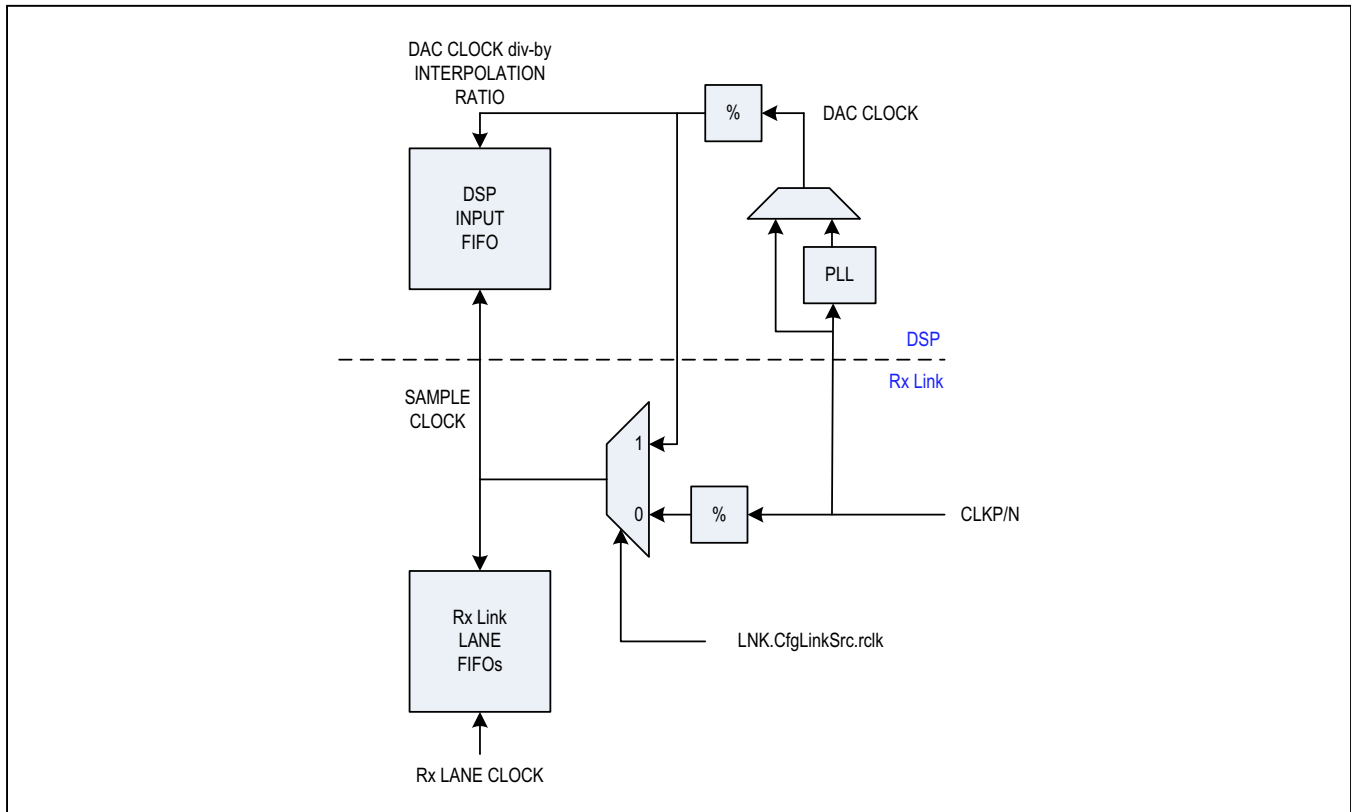 DAC CLOCK div-by
INTERPOLATION
RATIO
%
DAC CLOCK
DSP
INPUT
FIFO
PLL
DSP
Rx Link
SAMPLE
CLOCK
1
0
%
CLKP/N
Rx Link
LANE
FIFOs
LNK.CfgLinkSrc.rclk
Rx LANE CLOCK